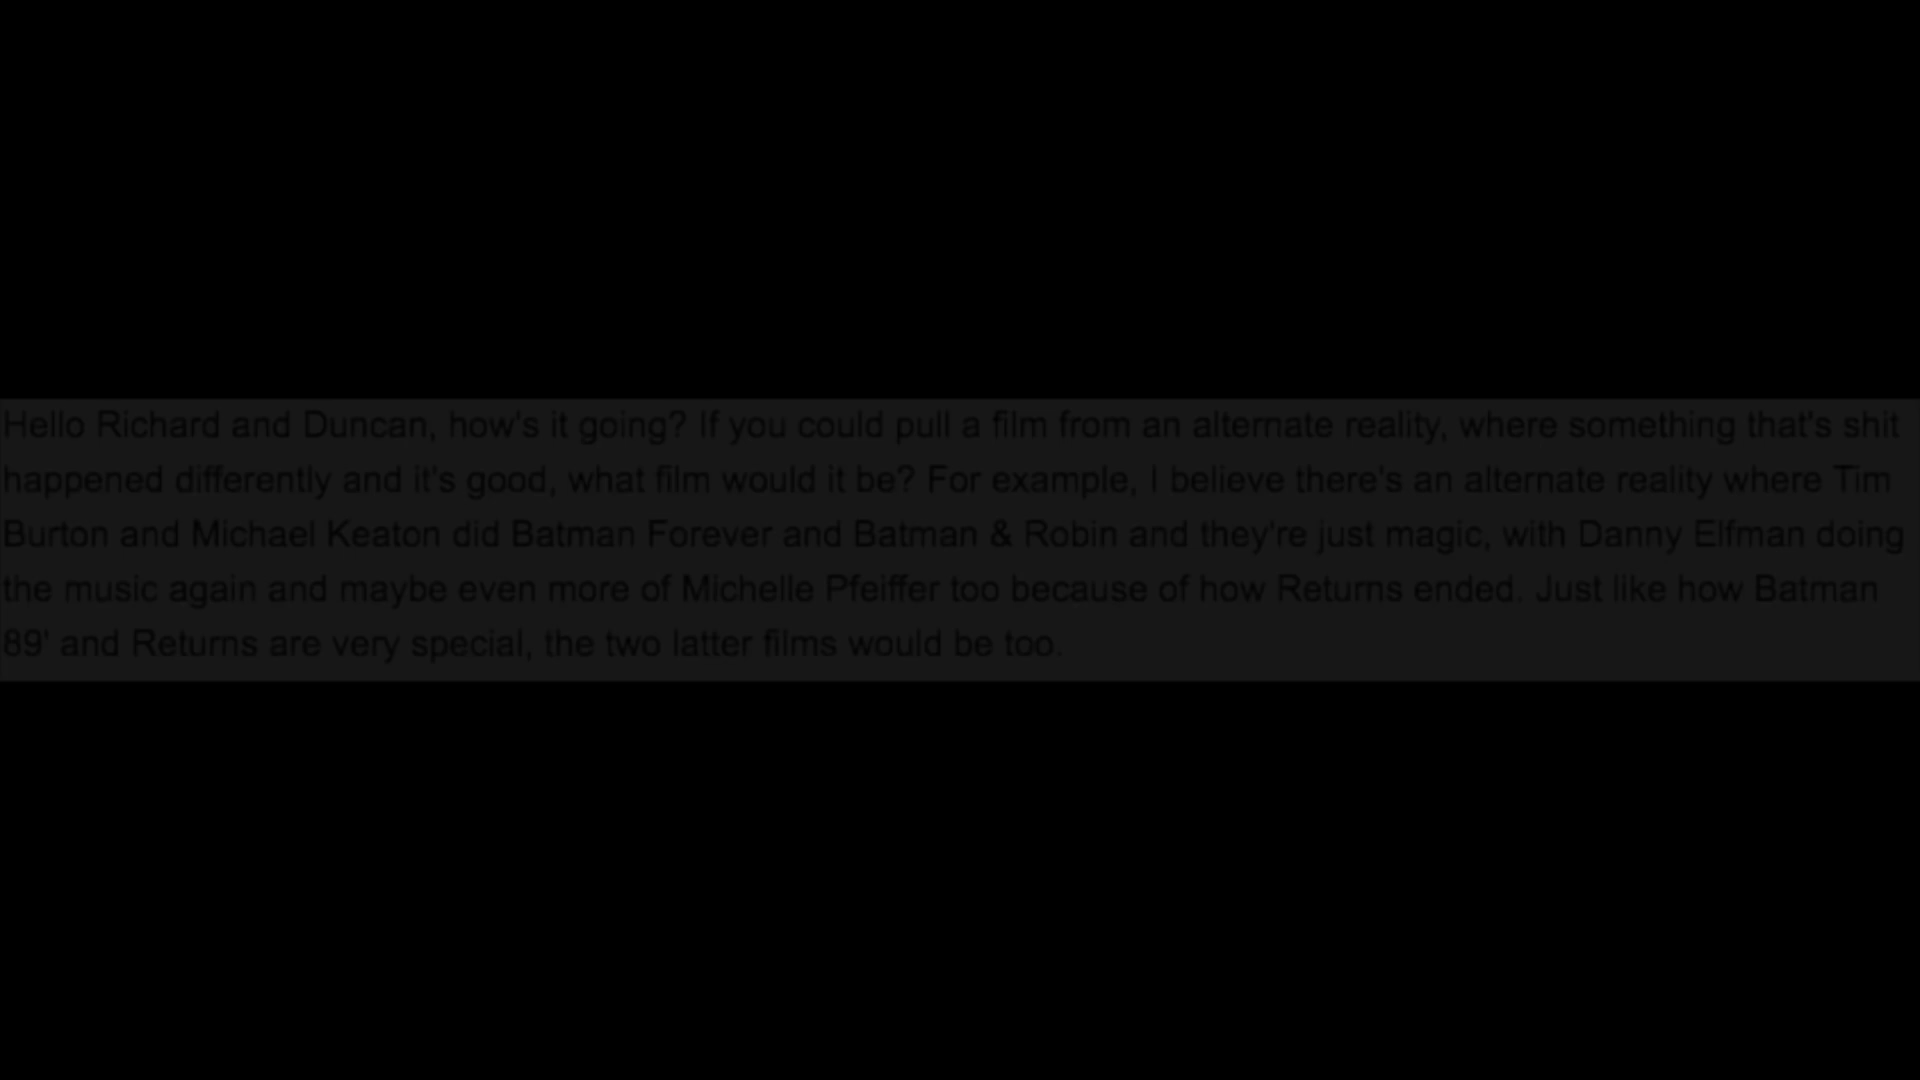 Hello Richard and Duncan, how's it going? If you could pull a film from an alternate reality, where something that's shit
happened differently and it's good, what film would it be? For example, I believe there's an alternate reality where Tim
Burton and Michael Keaton did Batman Forever and Batman & Robin and they're just magic, with Danny Elfman doing
the music again and maybe even more of Michelle Pfeiffer too because of how Returns ended. Just like how Batman
89' and Returns are very special, the two latter films would be too.